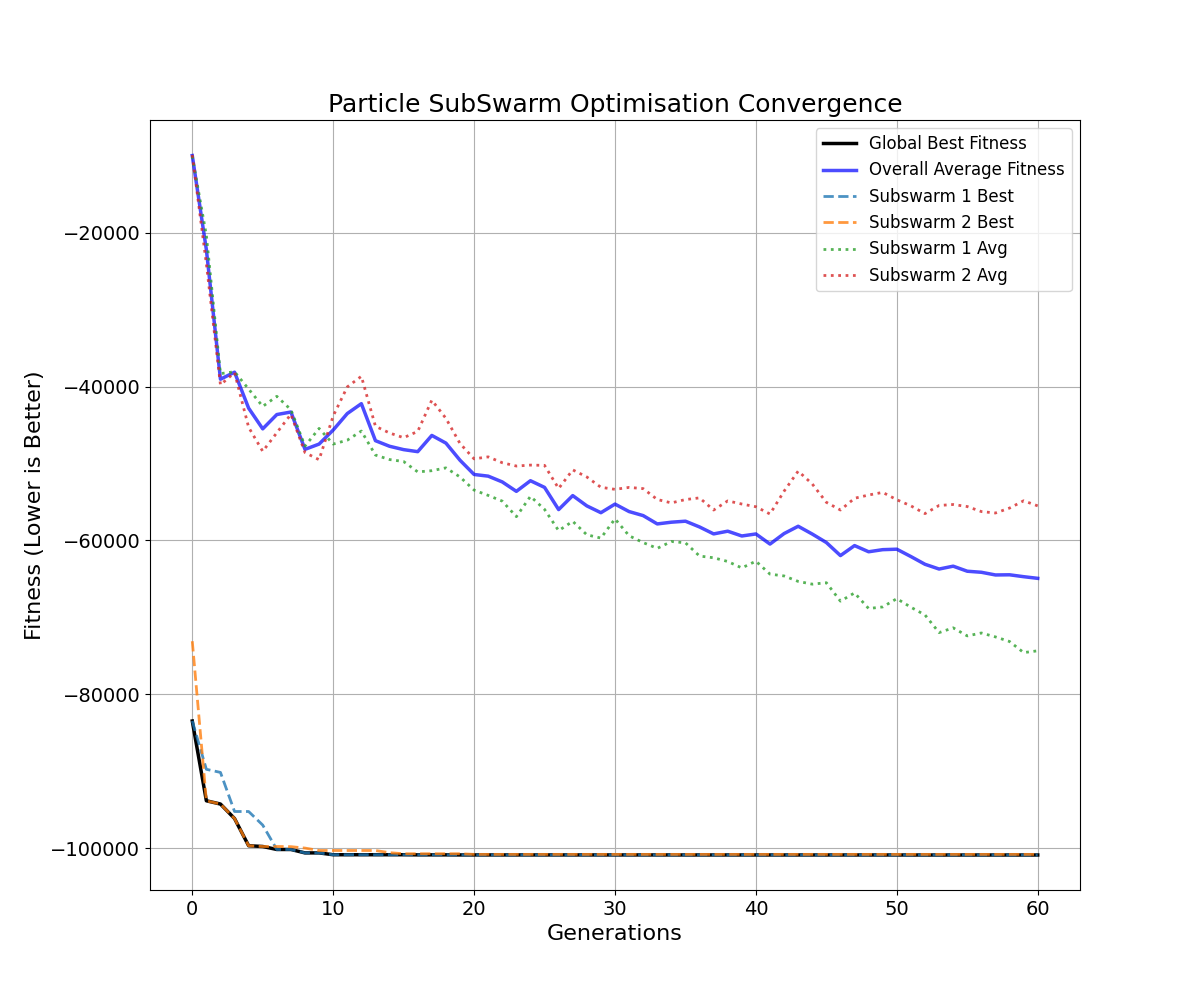 Particle SubSwarm Optimisation Convergence
Global Best Fitness
Overall Average Fitness
Subswarm 1 Best
Subswarm 2 Best
Subswarm 1 Avg
Subswarm 2 Avg
Fitness (Lower is Better)
−20000
−40000
−60000
−80000
−100000
0 10 20 30 40 50 60
Generations